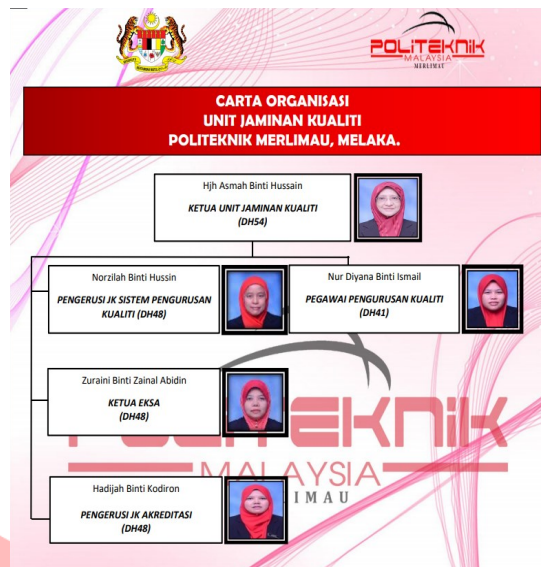 POLITEKNIK
MALAYSIA
MERLIMAU
CARTA ORGANISASI
UNIT JAMINAN KUALITI
POLITEKNIK MERLIMAU, MELAKA.
Hjh Asmah Binti Hussain
KETUA UNIT JAMINAN KUALITI
(DH54)
Norzilah Binti Hussin
PENGERUSI JK SISTEM PENGURUSAN
KUALITI (DH48)
Nur Diyana Binti Ismail
PEGAWAI PENGURUSAN KUALITI
(DH41)
Zuraini Binti Zainal Abidin
KETUA EKSA
(DH48)
Hadijah Binti Kodiron
PENGERUSI JK AKREDITASI
(DH48)